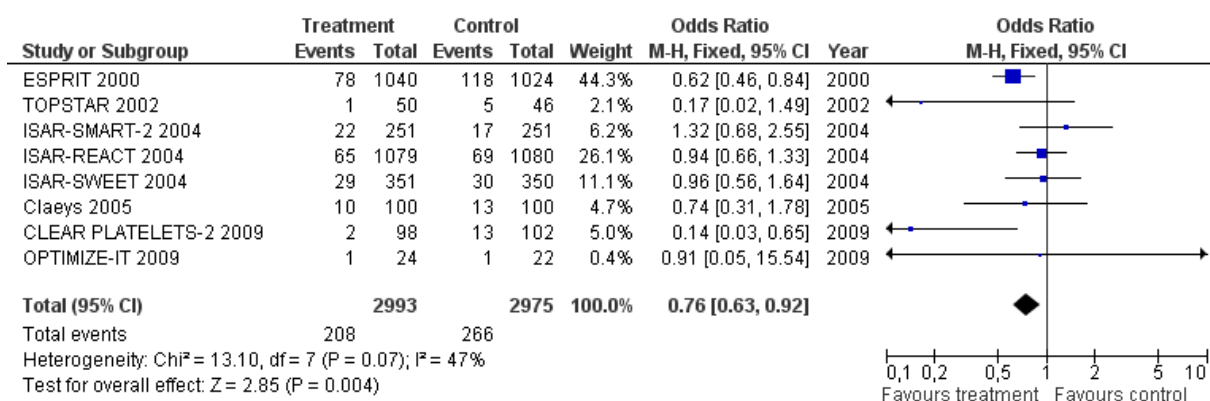 Treatment Control Odds Ratio Odds Ratio
Study or Subgroup Events Total Events Total Weight M-H, Fixed, 95% CI Year M-H, Fixed, 95% CI
ESPRIT 2000 78 1040 118 1024 44.3% 0.62 [0.46, 0.84] 2000
TOPSTAR 2002 1 50 5 46 2.1% 0.17 [0.02, 1.49] 2002
ISAR-SMART-2 2004 22 251 17 251 6.2% 1.32 [0.68, 2.55] 2004
ISAR-REACT 2004 65 1079 69 1080 26.1% 0.94 [0.66, 1.33] 2004
ISAR-SWEET 2004 29 351 30 350 11.1% 0.96 [0.56, 1.64] 2004
Claeys 2005 10 100 13 100 4.7% 0.74 [0.31, 1.78] 2005
CLEAR PLATELETS-2 2009 2 98 13 102 5.0% 0.14 [0.03, 0.65] 2009
OPTIMIZE-IT 2009 1 24 1 22 0.4% 0.91 [0.05, 15.54] 2009
Total (95% CI) 2993 2975 100.0% 0.76 [0.63, 0.92]
Total events 208 266
Heterogeneity: Chi² = 13.10, df = 7 (P = 0.07); I² = 47%
Test for overall effect: Z = 2.85 (P = 0.004)
0,1 0,2 0,5 1 2 5 10
Favours treatment Favours control